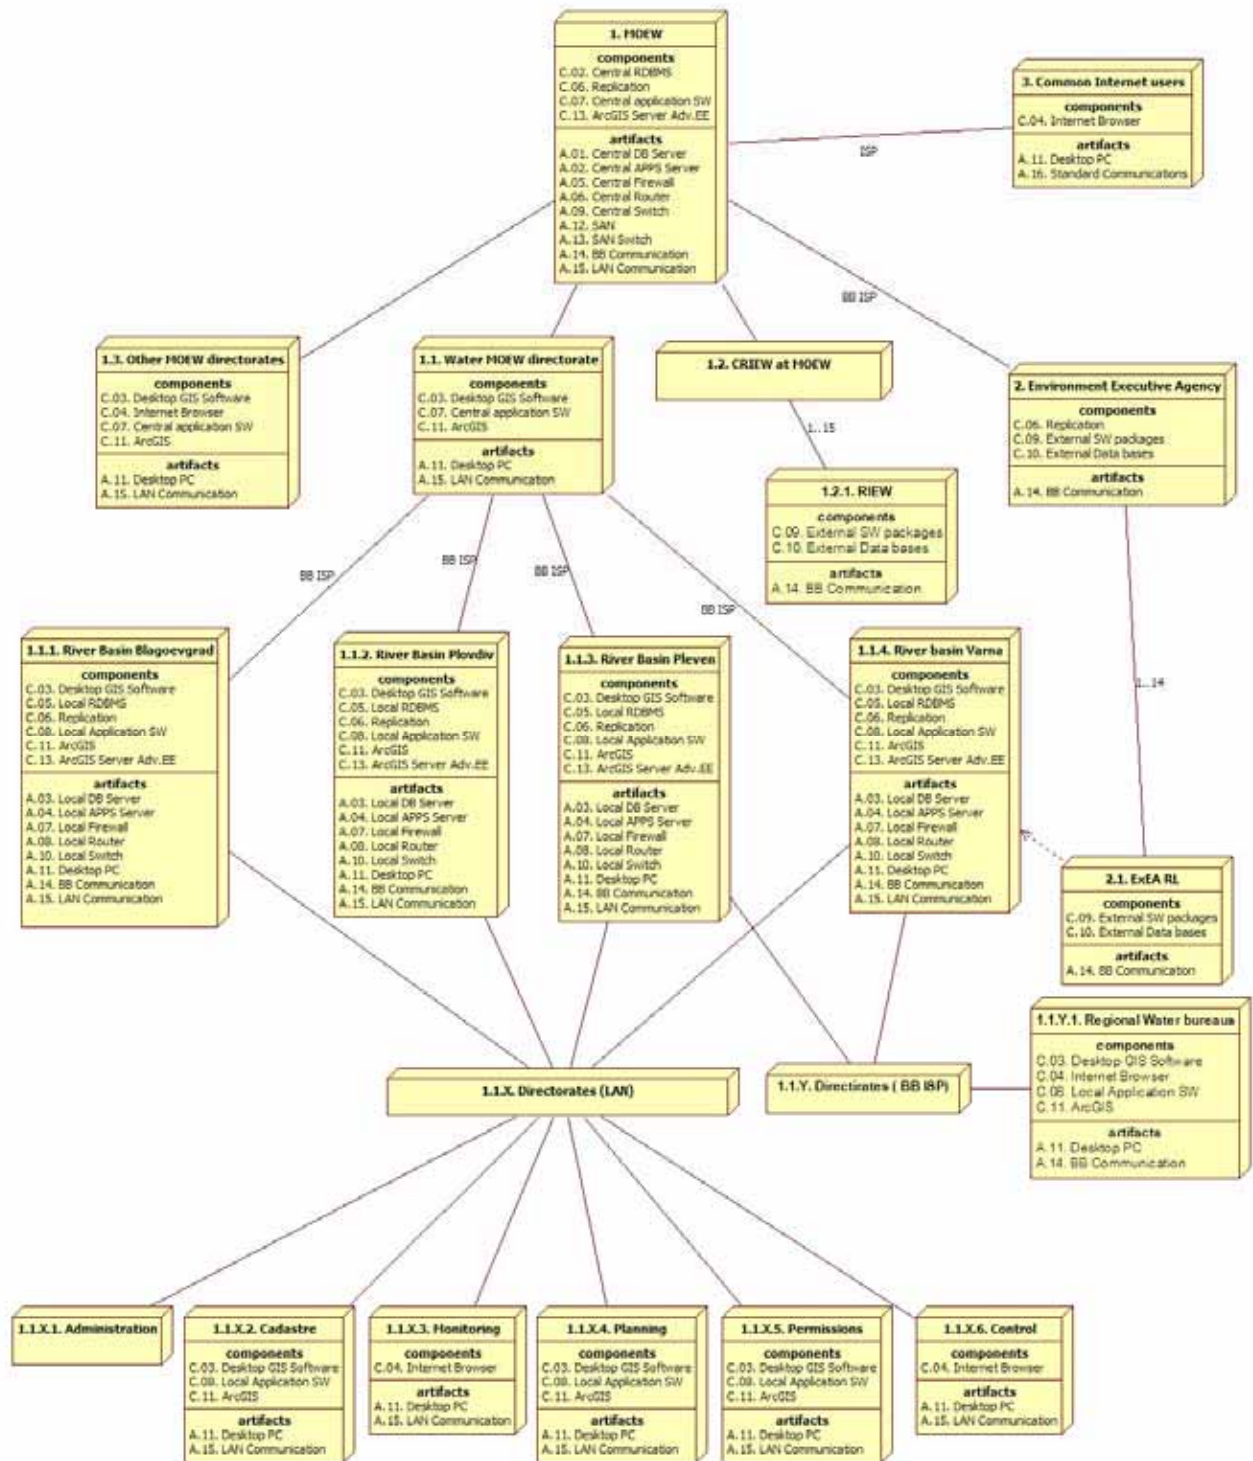 1. MOEW
components
C.02. Central RDBMS
C.06. Replication
C.07. Central application SW
C.13. ArcGIS Server Adv.EE
artifacts
A.01. Central DB Server
A.02. Central APPS Server
A.05. Central Firewall
A.06. Central Router
A.09. Central Switch
A.12. SAN
A.13. SAN Switch
A.14. BB Communication
A.15. LAN Communication
3. Common Internet users
components
C.04. Internet Browser
artifacts
A.11. Desktop PC
A.16. Standard Communications
ISP
BB ISP
1.3. Other MOEW directorates
components
C.03. Desktop GIS Software
C.04. Internet Browser
C.07. Central application SW
C.11. ArcGIS
artifacts
A.11. Desktop PC
A.15. LAN Communication
1.1. Water MOEW directorate
components
C.03. Desktop GIS Software
C.07. Central application SW
C.11. ArcGIS
artifacts
A.11. Desktop PC
A.15. LAN Communication
1.2. CRIEW at MOEW
1..15
2. Environment Executive Agency
components
C.06. Replication
C.09. External SW packages
C.10. External Data bases
artifacts
A.14. BB Communication
1.2.1. RIEW
components
C.09. External SW packages
C.10. External Data bases
artifacts
A.14. BB Communication
BB ISP
BB ISP
BB ISP
BB ISP
1.1.1. River Basin Blagoevgrad
components
C.03. Desktop GIS Software
C.05. Local RDBMS
C.06. Replication
C.08. Local Application SW
C.11. ArcGIS
C.13. ArcGIS Server Adv.EE
artifacts
A.03. Local DB Server
A.04. Local APPS Server
A.07. Local Firewall
A.08. Local Router
A.10. Local Switch
A.11. Desktop PC
A.14. BB Communication
A.15. LAN Communication
1.1.2. River Basin Plovdiv
components
C.03. Desktop GIS Software
C.05. Local RDBMS
C.06. Replication
C.08. Local Application SW
C.11. ArcGIS
C.13. ArcGIS Server Adv.EE
artifacts
A.03. Local DB Server
A.04. Local APPS Server
A.07. Local Firewall
A.08. Local Router
A.10. Local Switch
A.11. Desktop PC
A.14. BB Communication
A.15. LAN Communication
1.1.3. River Basin Pleven
components
C.03. Desktop GIS Software
C.05. Local RDBMS
C.06. Replication
C.08. Local Application SW
C.11. ArcGIS
C.13. ArcGIS Server Adv.EE
artifacts
A.03. Local DB Server
A.04. Local APPS Server
A.07. Local Firewall
A.08. Local Router
A.10. Local Switch
A.11. Desktop PC
A.14. BB Communication
A.15. LAN Communication
1.1.4. River basin Varna
components
C.03. Desktop GIS Software
C.05. Local RDBMS
C.06. Replication
C.08. Local Application SW
C.11. ArcGIS
C.13. ArcGIS Server Adv.EE
artifacts
A.03. Local DB Server
A.04. Local APPS Server
A.07. Local Firewall
A.08. Local Router
A.10. Local Switch
A.11. Desktop PC
A.14. BB Communication
A.15. LAN Communication
1..14
2.1. ExEA RL
components
C.09. External SW packages
C.10. External Data bases
artifacts
A.14. BB Communication
1.1.X. Directorates (LAN)
1.1.Y. Directirates ( BB ISP)
1.1.Y.1. Regional Water bureaus
components
C.03. Desktop GIS Software
C.04. Internet Browser
C.08. Local Application SW
C.11. ArcGIS
artifacts
A.11. Desktop PC
A.14. BB Communication
1.1.X.1. Administration
1.1.X.2. Cadastre
components
C.03. Desktop GIS Software
C.08. Local Application SW
C.11. ArcGIS
artifacts
A.11. Desktop PC
A.15. LAN Communication
1.1.X.3. Monitoring
components
C.04. Internet Browser
artifacts
A.11. Desktop PC
A.15. LAN Communication
1.1.X.4. Planning
components
C.03. Desktop GIS Software
C.08. Local Application SW
C.11. ArcGIS
artifacts
A.11. Desktop PC
A.15. LAN Communication
1.1.X.5. Permissions
components
C.03. Desktop GIS Software
C.08. Local Application SW
C.11. ArcGIS
artifacts
A.11. Desktop PC
A.15. LAN Communication
1.1.X.6. Control
components
C.04. Internet Browser
artifacts
A.11. Desktop PC
A.15. LAN Communication